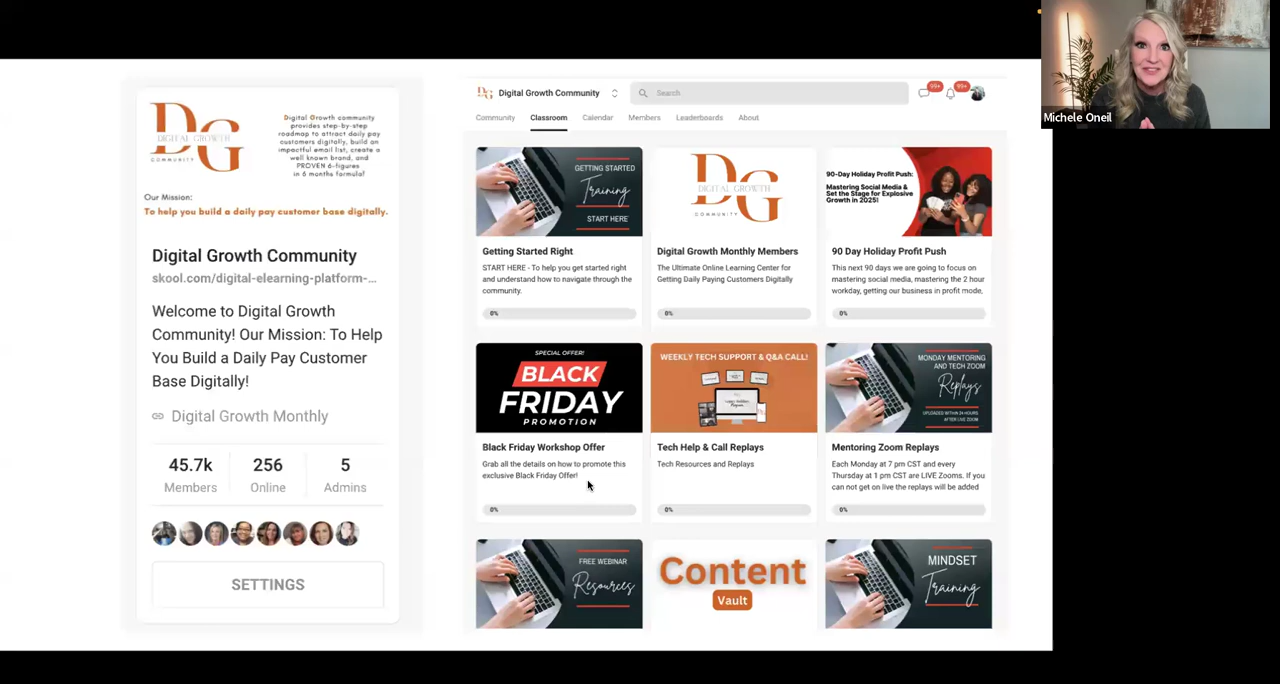 Michele Oneil
DG
DIGITAL GROWTH
COMMUNITY
Digital Growth community
provides step-by-step
roadmap to attract daily pay
customers digitally, build an
impactful email list, create a
well known brand, and
PROVEN 6-figures
in 6 months formula!
Our Mission:
To help you build a daily pay customer base digitally.
Digital Growth Community
skool.com/digital-elearning-platform-...
Welcome to Digital Growth
Community! Our Mission: To Help
You Build a Daily Pay Customer
Base Digitally!
Digital Growth Monthly
45.7k
Members
256
Online
5
Admins
SETTINGS
DG
Digital Growth Community
Search
99+
99+
Community
Classroom
Calendar
Members
Leaderboards
About
GETTING STARTED
Training
START HERE
Getting Started Right
START HERE - To help you get started right
and understand how to navigate through the
community.
0%
DG
DIGITAL GROWTH
COMMUNITY
Digital Growth Monthly Members
The Ultimate Online Learning Center for
Getting Daily Paying Customers Digitally
0%
90-Day Holiday Profit Push:
Mastering Social Media &
Set the Stage for Explosive
Growth in 2025!
90 Day Holiday Profit Push
This next 90 days we are going to focus on
mastering social media, mastering the 2 hour
workday, getting our business in profit mode,
0%
SPECIAL OFFER!
BLACK
FRIDAY
PROMOTION
Black Friday Workshop Offer
Grab all the details on how to promote this
exclusive Black Friday Offer!
0%
WEEKLY TECH SUPPORT & Q&A CALL!
Tech Help & Call Replays
Tech Resources and Replays
0%
MONDAY MENTORING
AND TECH ZOOM
Replays
UPLOADED WITHIN 24-HOURS
AFTER LIVE ZOOM
Mentoring Zoom Replays
Each Monday at 7 pm CST and every
Thursday at 1 pm CST are LIVE Zooms. If you
can not get on live the replays will be added
0%
FREE WEBINAR
Resources
Content
Vault
MINDSET
Training